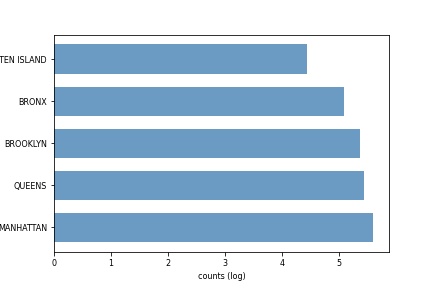 TEN ISLAND
BRONX
BROOKLYN
QUEENS
MANHATTAN
0 1 2 3 4 5
counts (log)